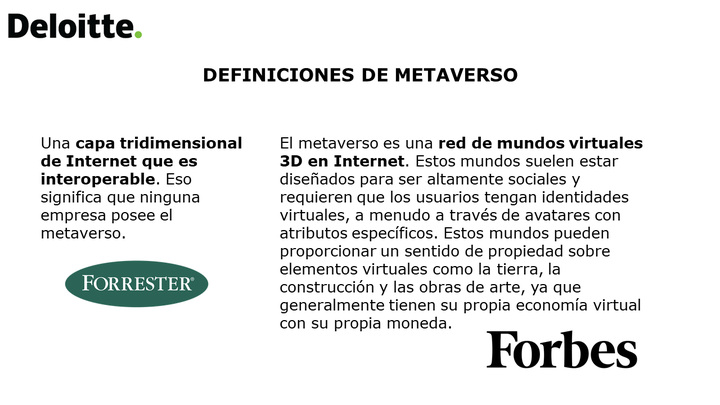 Deloitte.
DEFINICIONES DE METAVERSO
Una capa tridimensional
de Internet que es
interoperable. Eso
significa que ninguna
empresa posee el
metaverso.
FORRESTER®
El metaverso es una red de mundos virtuales
3D en Internet. Estos mundos suelen estar
diseñados para ser altamente sociales y
requieren que los usuarios tengan identidades
virtuales, a menudo a través de avatares con
atributos específicos. Estos mundos pueden
proporcionar un sentido de propiedad sobre
elementos virtuales como la tierra, la
construcción y las obras de arte, ya que
generalmente tienen su propia economía virtual
con su propia moneda.
Forbes